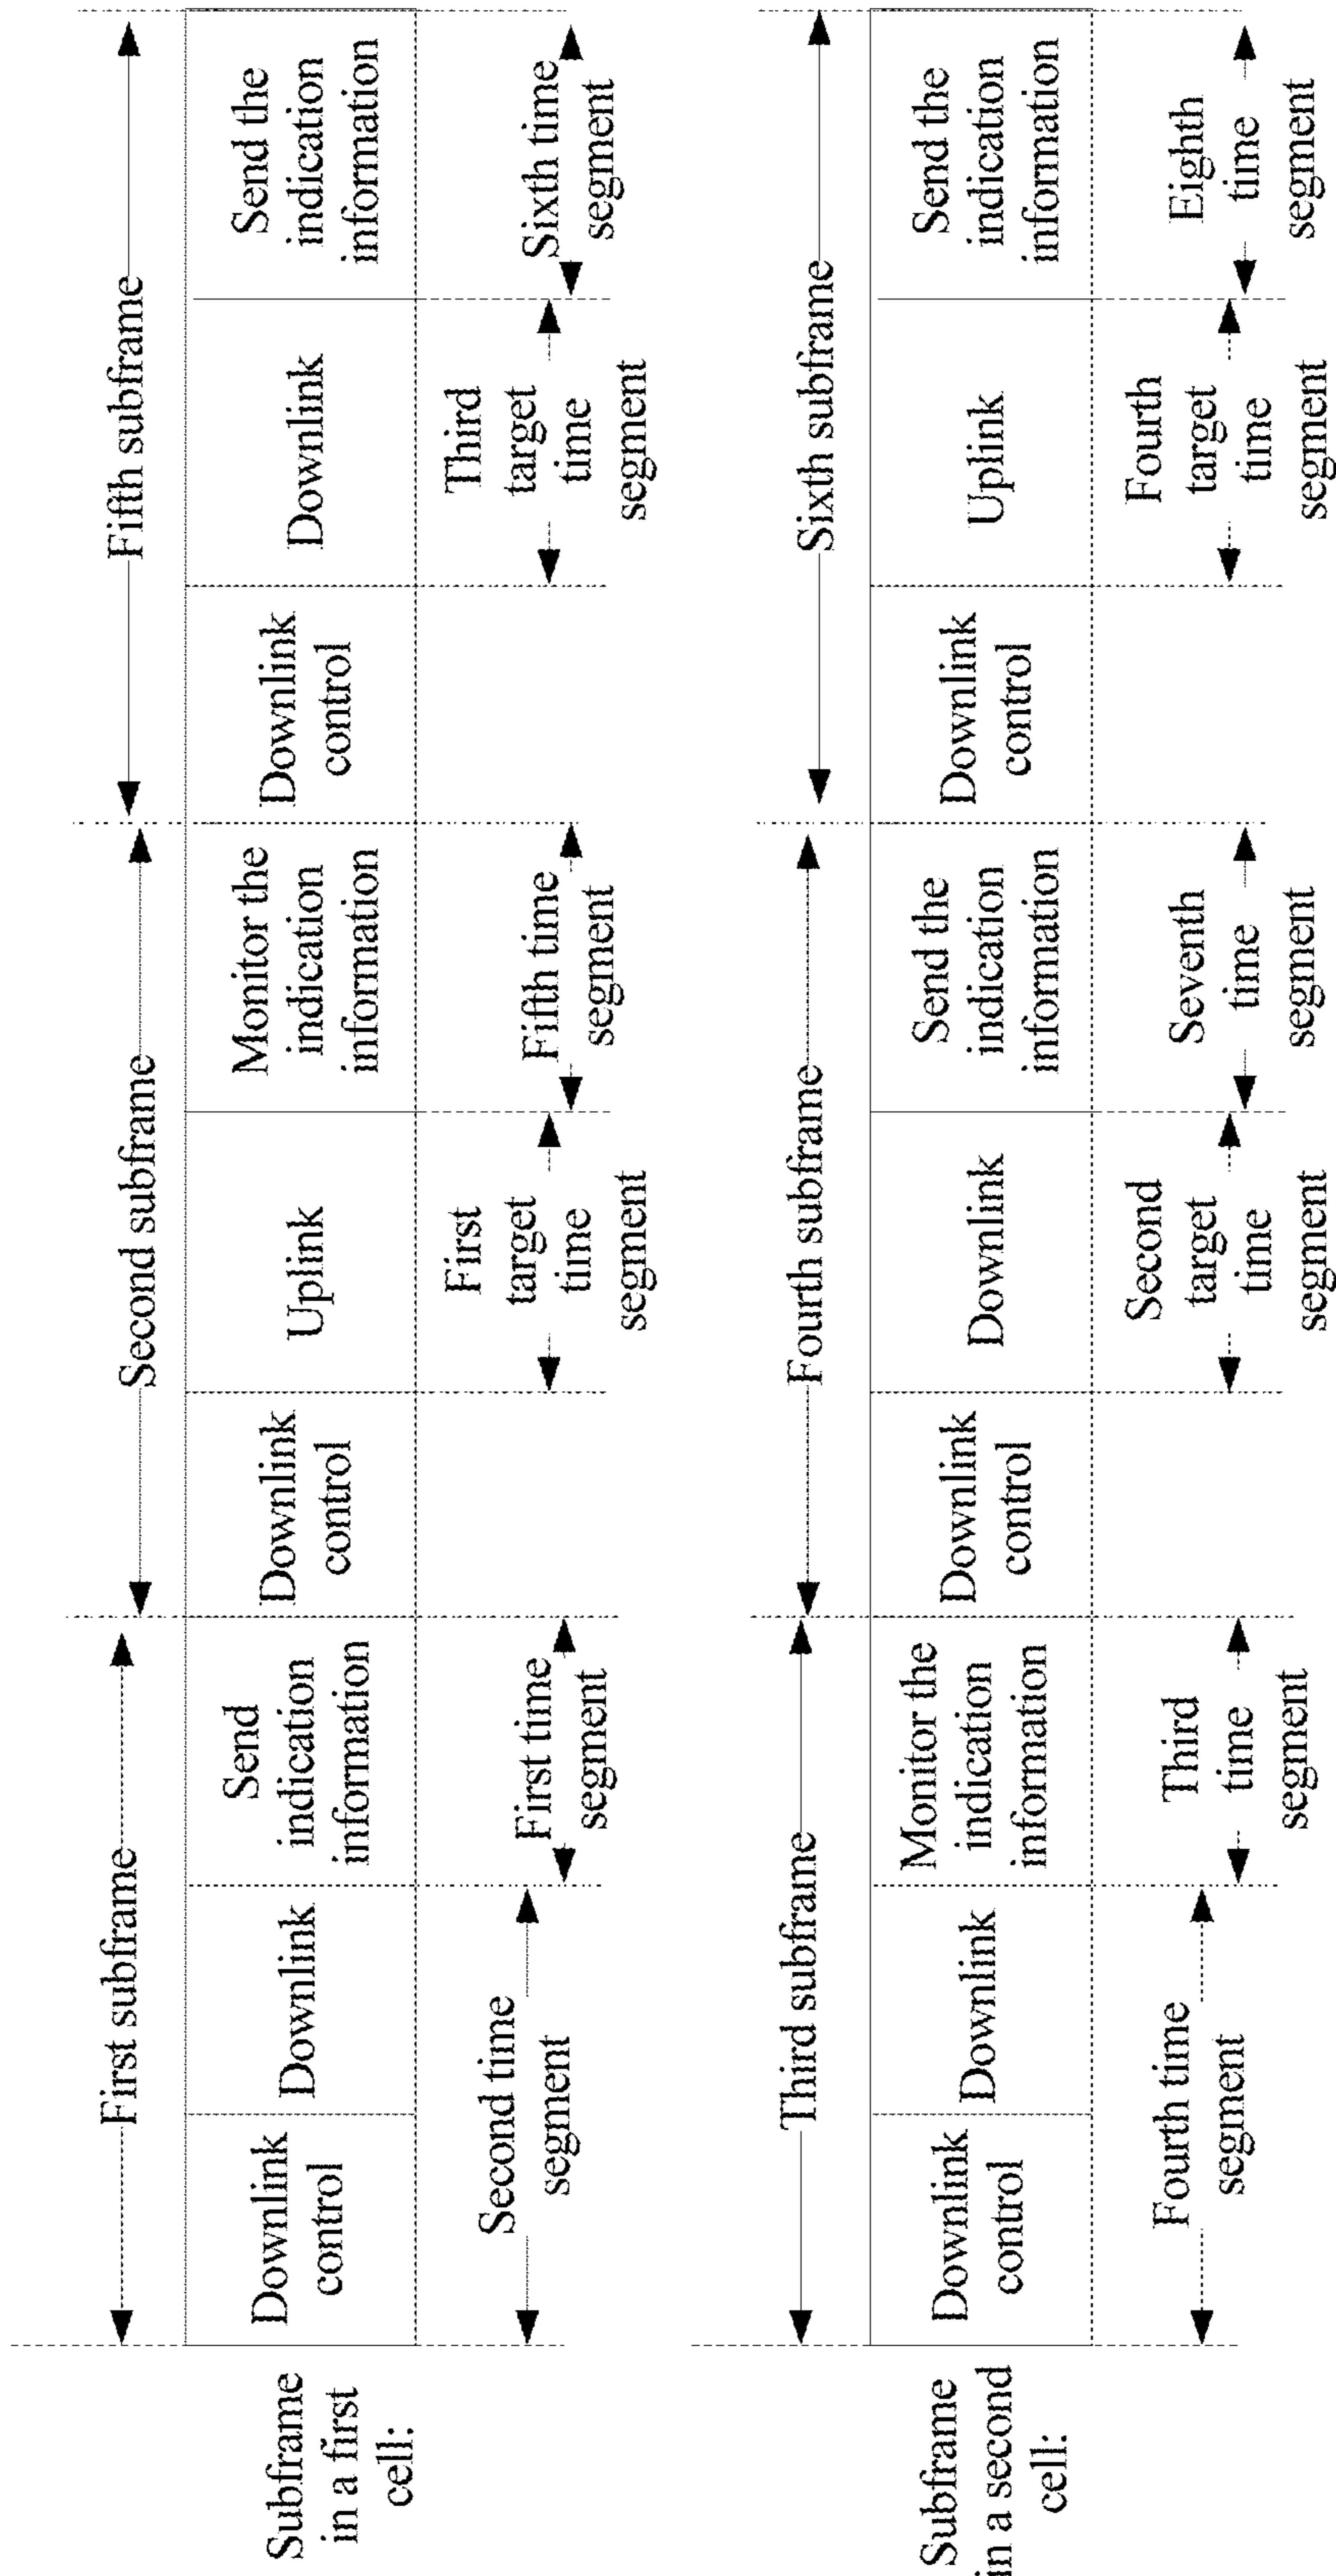 First subframe
Second subframe
Fifth subframe
Subframe
in a first
cell:
Downlink
control
Downlink
Send
indication
information
Downlink
control
Uplink
Monitor the
indication
information
Downlink
control
Downlink
Send the
indication
information
Second time
segment
First time
segment
First
target
time
segment
Fifth time
segment
Third
target
time
segment
Sixth time
segment
Third subframe
Fourth subframe
Sixth subframe
Subframe
in a second
cell:
Downlink
control
Downlink
Monitor the
indication
information
Downlink
control
Downlink
Send the
indication
information
Downlink
control
Uplink
Send the
indication
information
Fourth time
segment
Third
time
segment
Second
target
time
segment
Seventh
time
segment
Fourth
target
time
segment
Eighth
time
segment